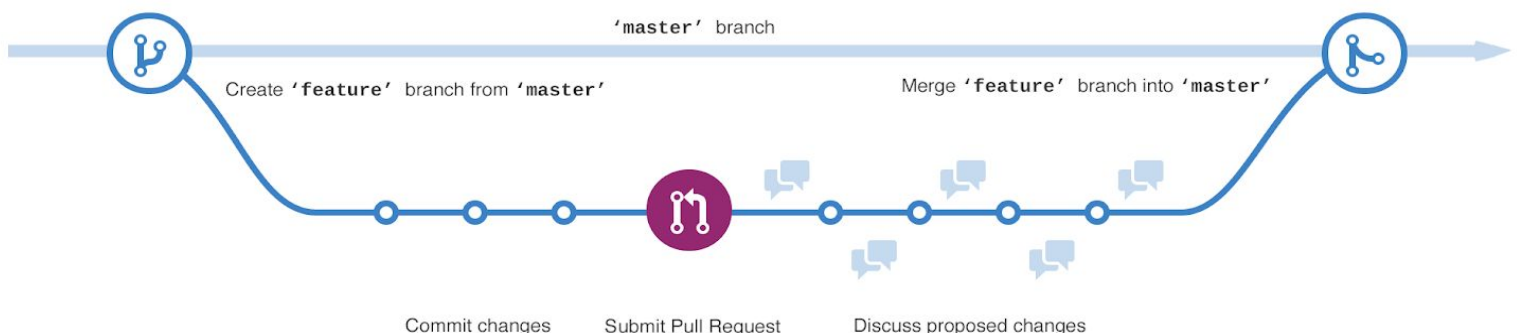 ‘master’ branch
Create ‘feature’ branch from ‘master’
Merge ‘feature’ branch into ‘master’
Commit changes
Submit Pull Request
Discuss proposed changes